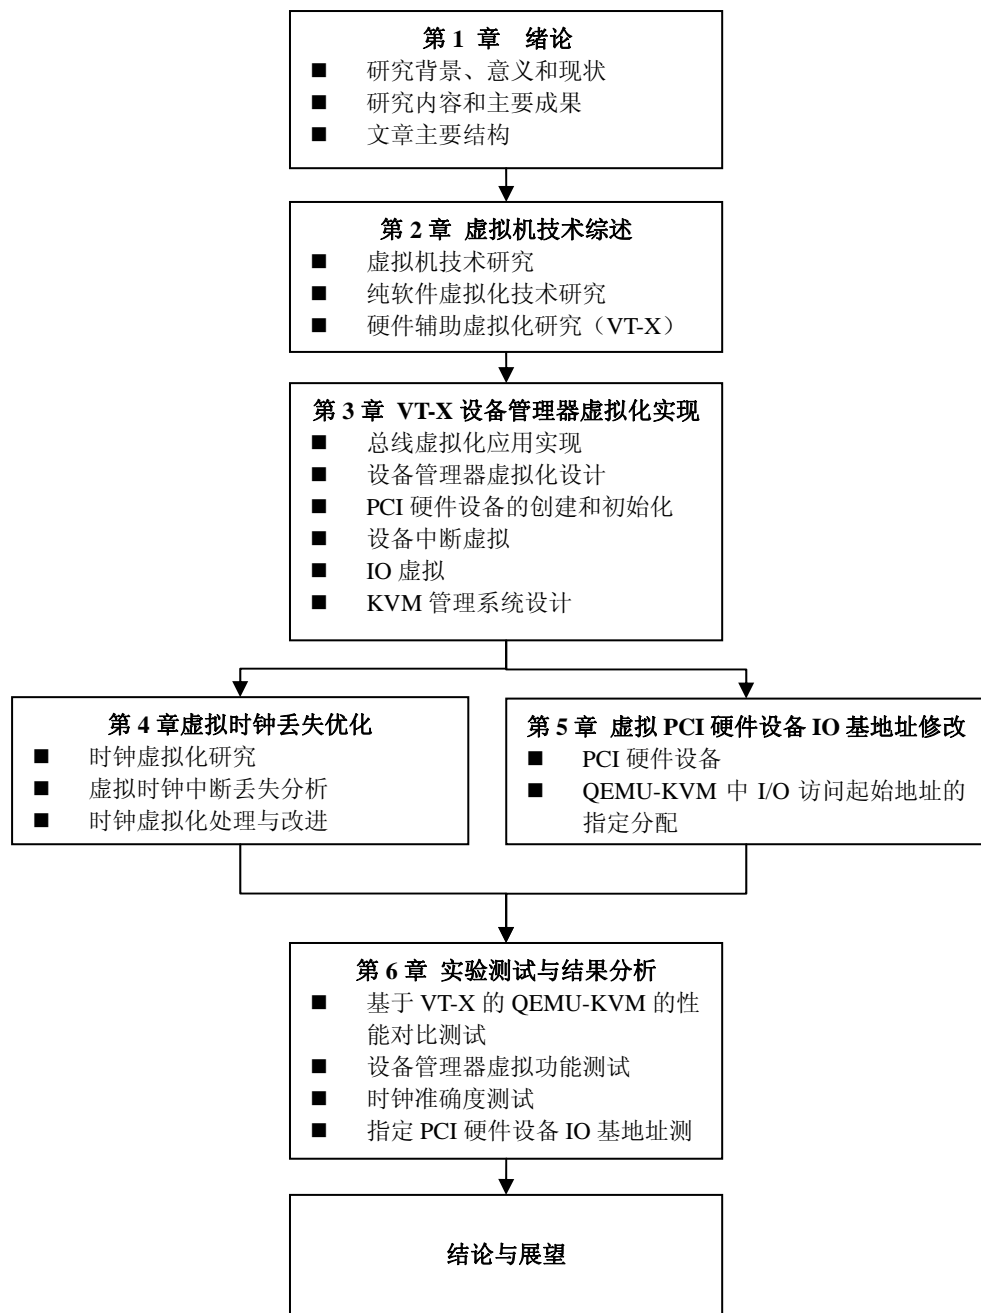 第 1 章 绪论
■ 研究背景、意义和现状
■ 研究内容和主要成果
■ 文章主要结构
第 2 章 虚拟机技术综述
■ 虚拟机技术研究
■ 纯软件虚拟化技术研究
■ 硬件辅助虚拟化研究（VT-X）
第 3 章 VT-X 设备管理器虚拟化实现
■ 总线虚拟化应用实现
■ 设备管理器虚拟化设计
■ PCI 硬件设备的创建和初始化
■ 设备中断虚拟
■ IO 虚拟
■ KVM 管理系统设计
第 4 章虚拟时钟丢失优化
■ 时钟虚拟化研究
■ 虚拟时钟中断丢失分析
■ 时钟虚拟化处理与改进
第 5 章 虚拟 PCI 硬件设备 IO 基地址修改
■ PCI 硬件设备
■ QEMU-KVM 中 I/O 访问起始地址的
指定分配
第 6 章 实验测试与结果分析
■ 基于 VT-X 的 QEMU-KVM 的性
能对比测试
■ 设备管理器虚拟功能测试
■ 时钟准确度测试
■ 指定 PCI 硬件设备 IO 基地址测
结论与展望